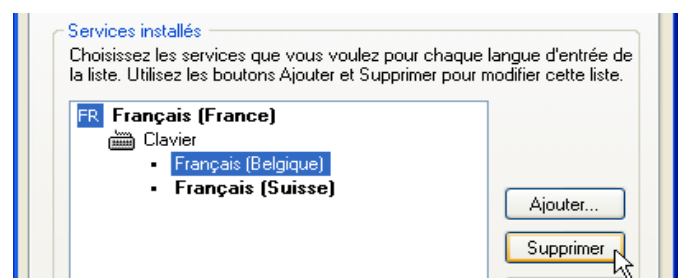 Services installés
Choisissez les services que vous voulez pour chaque langue d'entrée de
la liste. Utilisez les boutons Ajouter et Supprimer pour modifier cette liste.
FR Français (France)
Clavier
▪ Français (Belgique)
▪ Français (Suisse)
Ajouter...
Supprimer